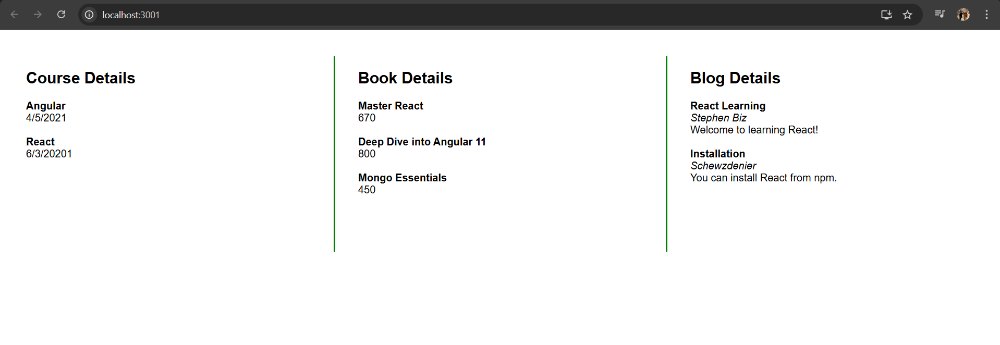 localhost:3001
Course Details
Angular
4/5/2021
React
6/3/20201
Book Details
Master React
670
Deep Dive into Angular 11
800
Mongo Essentials
450
Blog Details
React Learning
Stephen Biz
Welcome to learning React!
Installation
Schewzdenier
You can install React from npm.